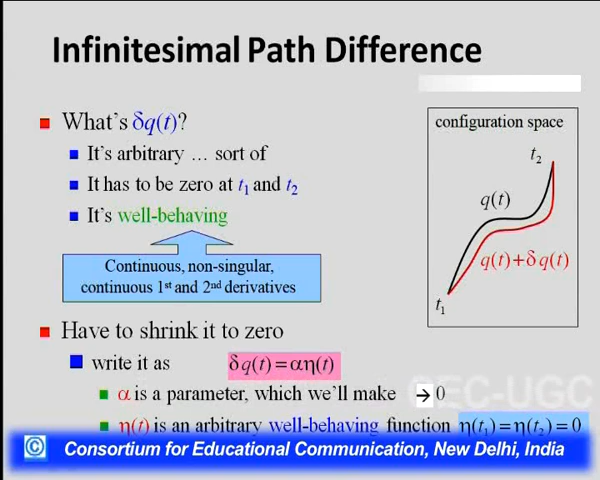 Infinitesimal Path Difference
What's δq(t)?
It's arbitrary … sort of
It has to be zero at t₁ and t₂
It's well-behaving
Continuous, non-singular,
continuous 1st and 2nd derivatives
configuration space
t₂
q(t)
q(t)+δq(t)
t₁
Have to shrink it to zero
write it as δq(t)=αη(t)
α is a parameter, which we'll make → 0
CEC-UGC
η(t) is an arbitrary well-behaving function η(t₁)=η(t₂)=0
© Consortium for Educational Communication, New Delhi, India